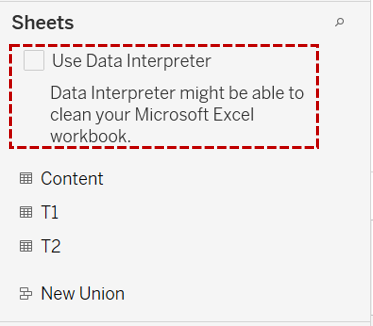 Sheets
Use Data Interpreter
Data Interpreter might be able to
clean your Microsoft Excel
workbook.
Content
T1
T2
New Union